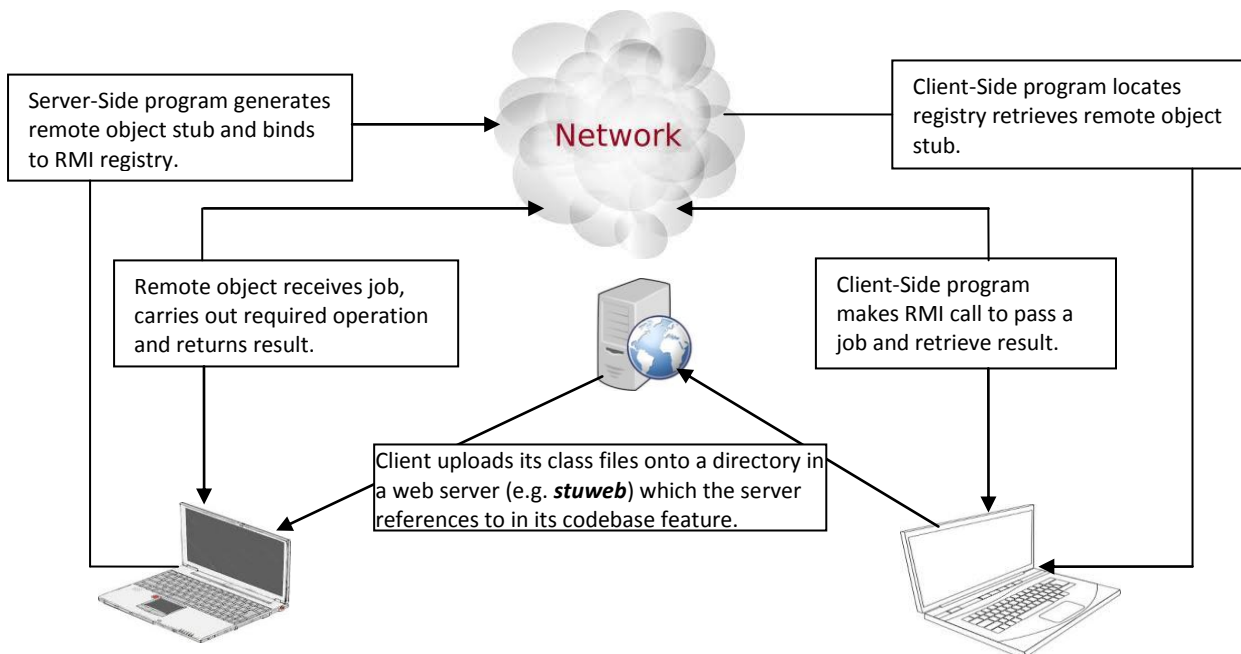 Server-Side program generates
remote object stub and binds
to RMI registry.
Network
Client-Side program locates
registry retrieves remote object
stub.
Remote object receives job,
carries out required operation
and returns result.
Client-Side program
makes RMI call to pass a
job and retrieve result.
Client uploads its class files onto a directory in
a web server (e.g. stuweb) which the server
references to in its codebase feature.